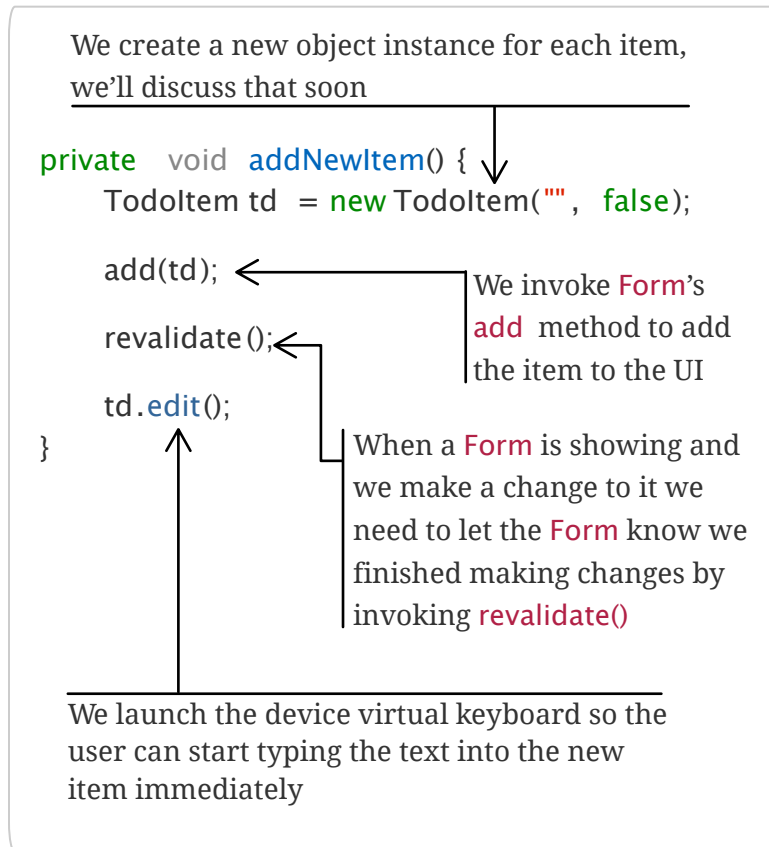 We create a new object instance for each item,
we’ll discuss that soon
private void addNewItem() {
TodoItem td = new TodoItem("", false);
add(td);
We invoke Form’s
add method to add
the item to the UI
revalidate();
td.edit();
}
When a Form is showing and
we make a change to it we
need to let the Form know we
finished making changes by
invoking revalidate()
We launch the device virtual keyboard so the
user can start typing the text into the new
item immediately